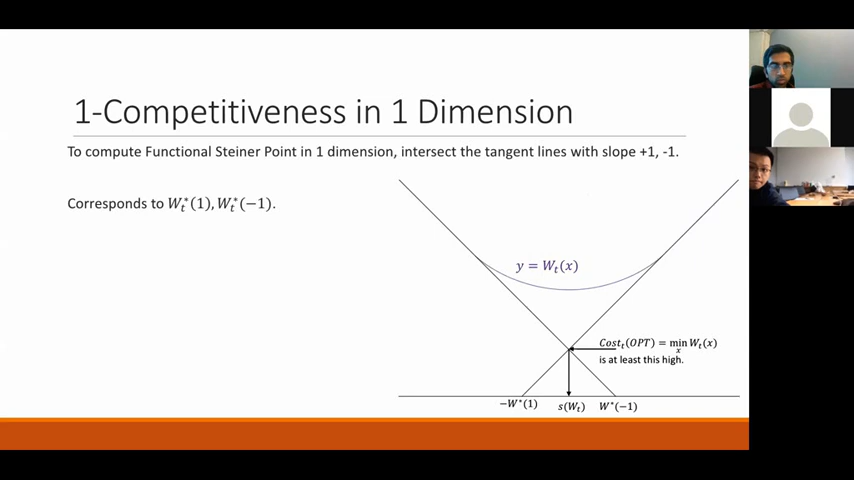 1-Competitiveness in 1 Dimension
To compute Functional Steiner Point in 1 dimension, intersect the tangent lines with slope +1, -1.
Corresponds to W_t^*(1), W_t^*(−1).
y = W_t(x)
Cost_t(OPT) = min_x W_t(x)
is at least this high.
−W^*(1) s(W_t) W^*(−1)